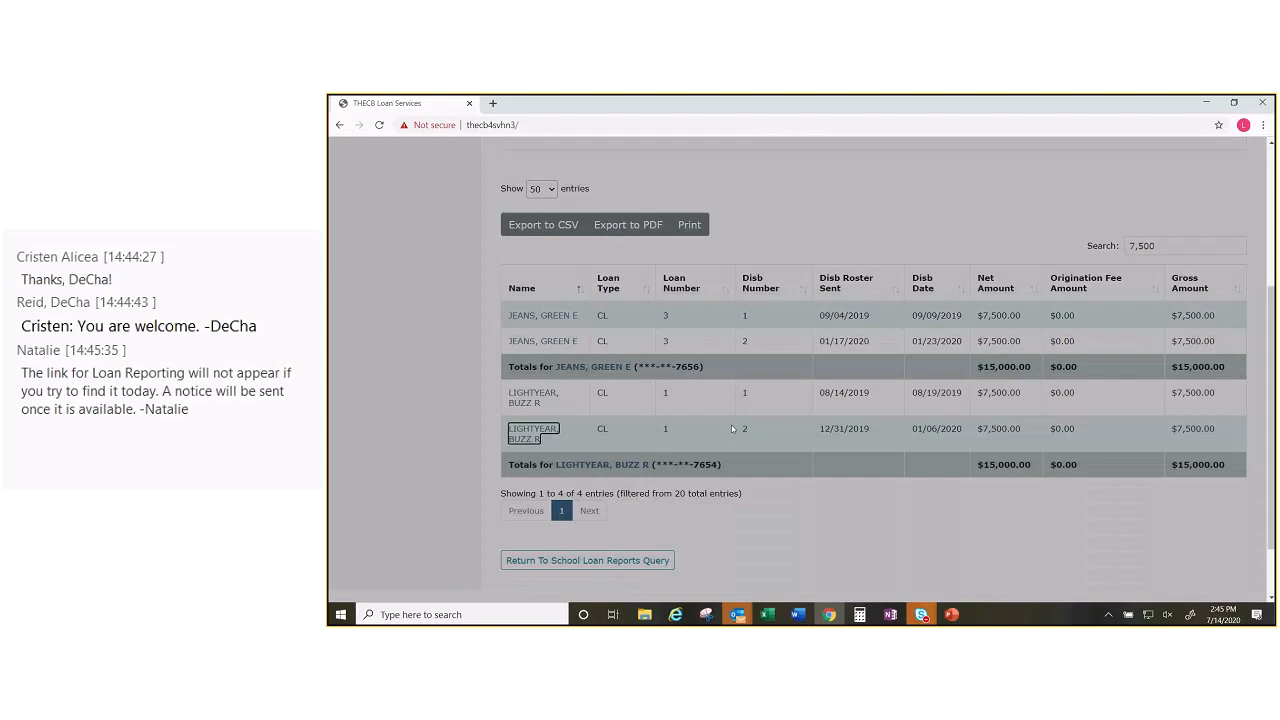 Cristen Alicea [14:44:27 ]
Thanks, DeCha!
Reid, DeCha [14:44:43 ]
Cristen: You are welcome. -DeCha
Natalie [14:45:35 ]
The link for Loan Reporting will not appear if
you try to find it today. A notice will be sent
once it is available. -Natalie
THECB Loan Services
Not secure | thecb4svhn3/
L
Show 50 entries
Export to CSV Export to PDF Print
Search: 7,500
Name Loan Type Loan Number Disb Number Disb Roster Sent Disb Date Net Amount Origination Fee Amount Gross Amount
JEANS, GREEN E CL 3 1 09/04/2019 09/09/2019 $7,500.00 $0.00 $7,500.00
JEANS, GREEN E CL 3 2 01/17/2020 01/23/2020 $7,500.00 $0.00 $7,500.00
Totals for JEANS, GREEN E (***-**-7656) $15,000.00 $0.00 $15,000.00
LIGHTYEAR, BUZZ R CL 1 1 08/14/2019 08/19/2019 $7,500.00 $0.00 $7,500.00
LIGHTYEAR, BUZZ R CL 1 2 12/31/2019 01/06/2020 $7,500.00 $0.00 $7,500.00
Totals for LIGHTYEAR, BUZZ R (***-**-7654) $15,000.00 $0.00 $15,000.00
Showing 1 to 4 of 4 entries (filtered from 20 total entries)
Previous 1 Next
Return To School Loan Reports Query
Type here to search
2:45 PM
7/14/2020